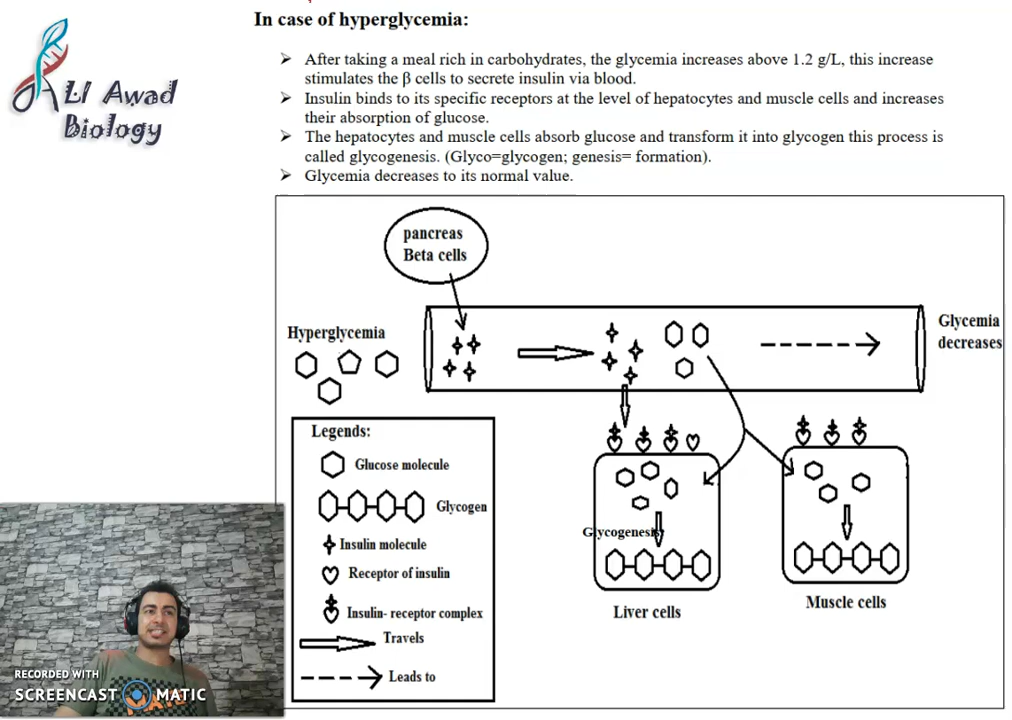 In case of hyperglycemia:
➢ After taking a meal rich in carbohydrates, the glycemia increases above 1.2 g/L, this increase
stimulates the β cells to secrete insulin via blood.
➢ Insulin binds to its specific receptors at the level of hepatocytes and muscle cells and increases
their absorption of glucose.
➢ The hepatocytes and muscle cells absorb glucose and transform it into glycogen this process is
called glycogenesis. (Glyco=glycogen; genesis= formation).
➢ Glycemia decreases to its normal value.
ALI Awad
Biology
pancreas
Beta cells
Hyperglycemia
Glycemia
decreases
Legends:
Glucose molecule
Glycogen
Insulin molecule
Receptor of insulin
Insulin- receptor complex
Travels
Leads to
Glycogenesis
Liver cells
Muscle cells
RECORDED WITH
SCREENCAST MATIC